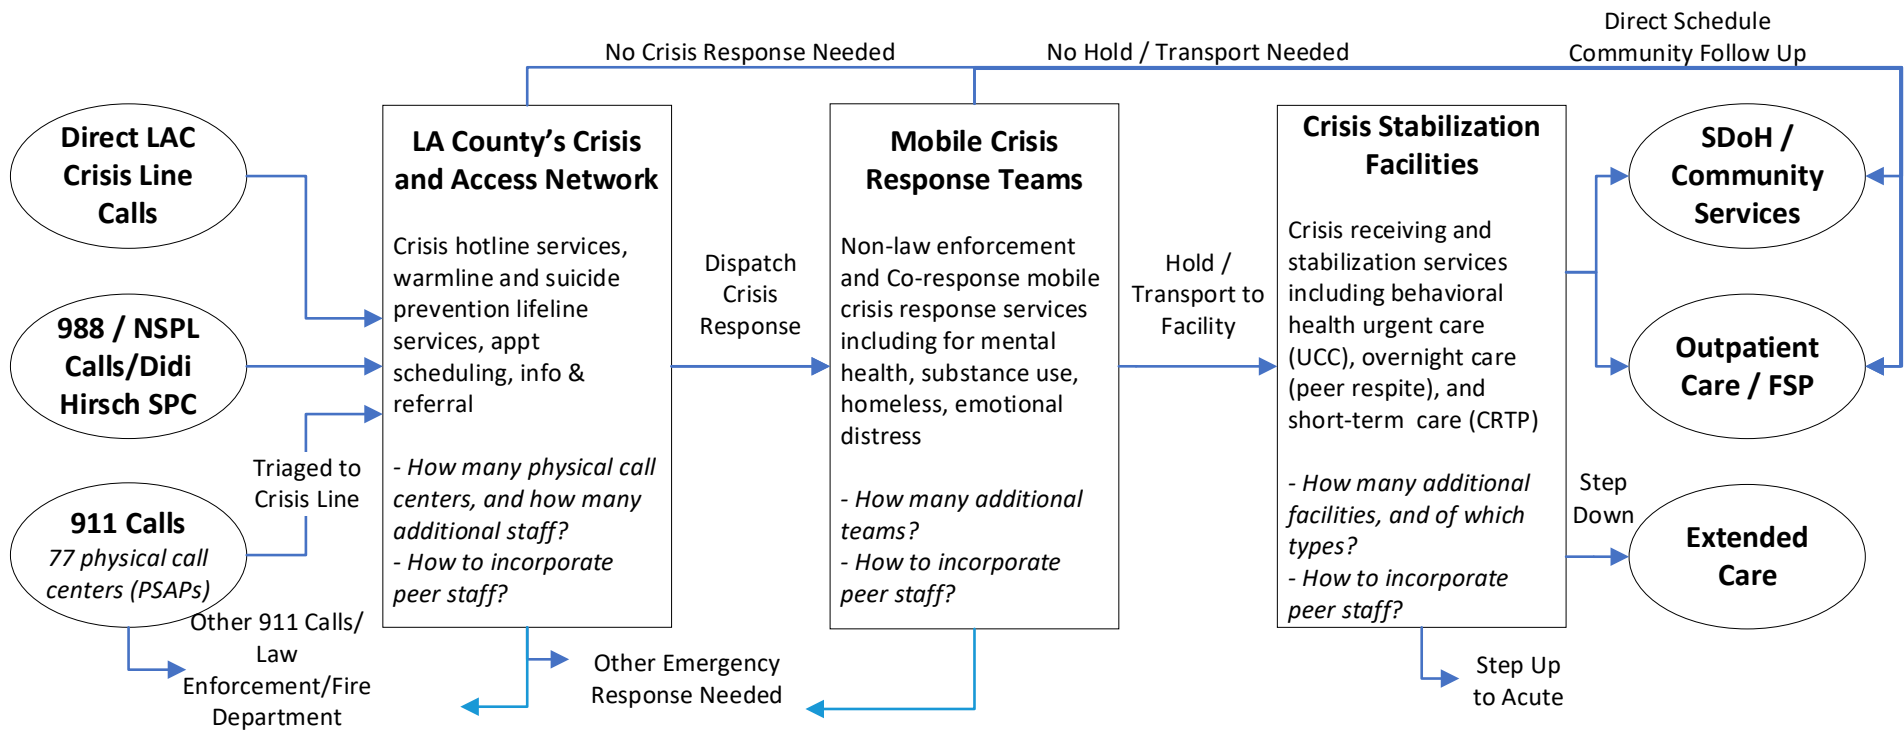 Direct Schedule
Community Follow Up
No Crisis Response Needed
No Hold / Transport Needed
Direct LAC
Crisis Line
Calls
988 / NSPL
Calls/Didi
Hirsch SPC
Triaged to
Crisis Line
911 Calls
77 physical call
centers (PSAPs)
Other 911 Calls/
Law
Enforcement/Fire
Department
LA County’s Crisis
and Access Network
Crisis hotline services,
warmline and suicide
prevention lifeline
services, appt
scheduling, info &
referral
- How many physical call
centers, and how many
additional staff?
- How to incorporate
peer staff?
Other Emergency
Response Needed
Dispatch
Crisis
Response
Mobile Crisis
Response Teams
Non-law enforcement
and Co-response mobile
crisis response services
including for mental
health, substance use,
homeless, emotional
distress
- How many additional
teams?
- How to incorporate
peer staff?
Hold /
Transport to
Facility
Crisis Stabilization
Facilities
Crisis receiving and
stabilization services
including behavioral
health urgent care
(UCC), overnight care
(peer respite), and
short-term care (CRTP)
- How many additional
facilities, and of which
types?
- How to incorporate
peer staff?
Step Up
to Acute
Step
Down
SDoH /
Community
Services
Outpatient
Care / FSP
Extended
Care